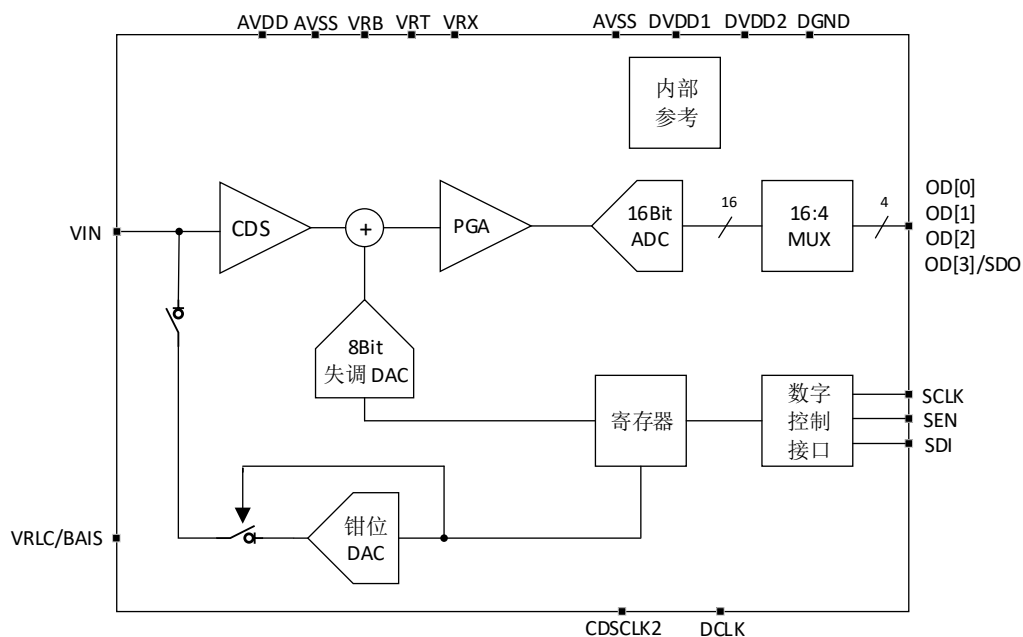 AVDD AVSS VRB VRT VRX AVSS DVDD1 DVDD2 DGND
内部
参考
VIN
CDS
+
PGA
16Bit
ADC
16
16:4
MUX
4
OD[0]
OD[1]
OD[2]
OD[3]/SDO
8Bit
失调 DAC
寄存器
数字
控制
接口
SCLK
SEN
SDI
VRLC/BAIS
钳位
DAC
CDSCLK2 DCLK